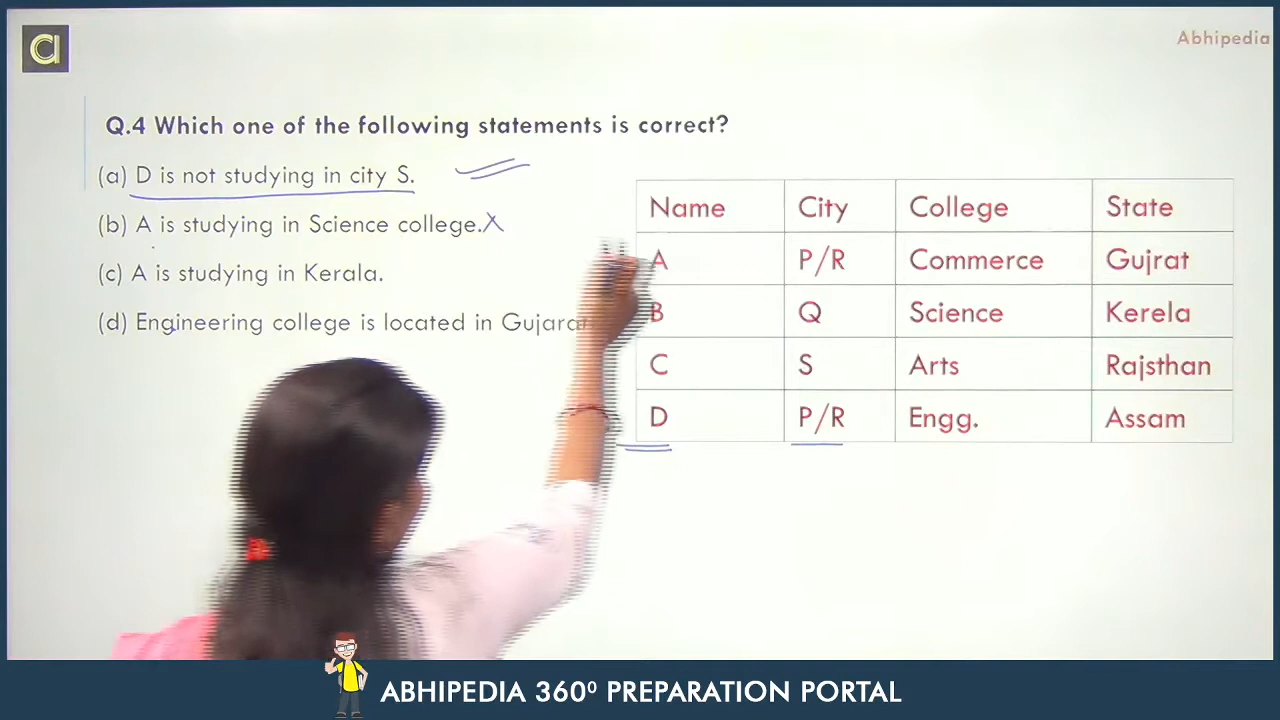 Abhipedia
Q.4 Which one of the following statements is correct?
(a) D is not studying in city S.
(b) A is studying in Science college.
(c) A is studying in Kerala.
(d) Engineering college is located in Gujarat
Name City College State
A P/R Commerce Gujrat
B Q Science Kerela
C S Arts Rajsthan
D P/R Engg. Assam
ABHIPEDIA 360⁰ PREPARATION PORTAL